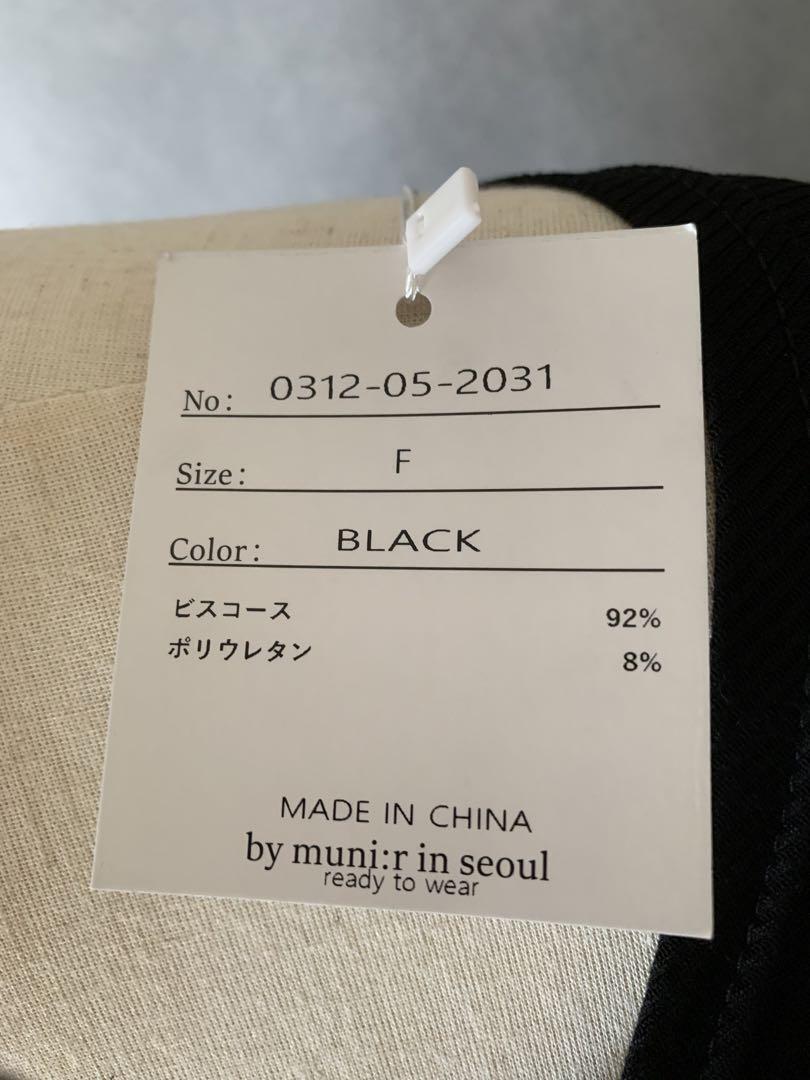 No: 0312-05-2031
Size: F
Color: BLACK
ビスコース 92%
ポリウレタン 8%
MADE IN CHINA
by muni:r in seoul
ready to wear